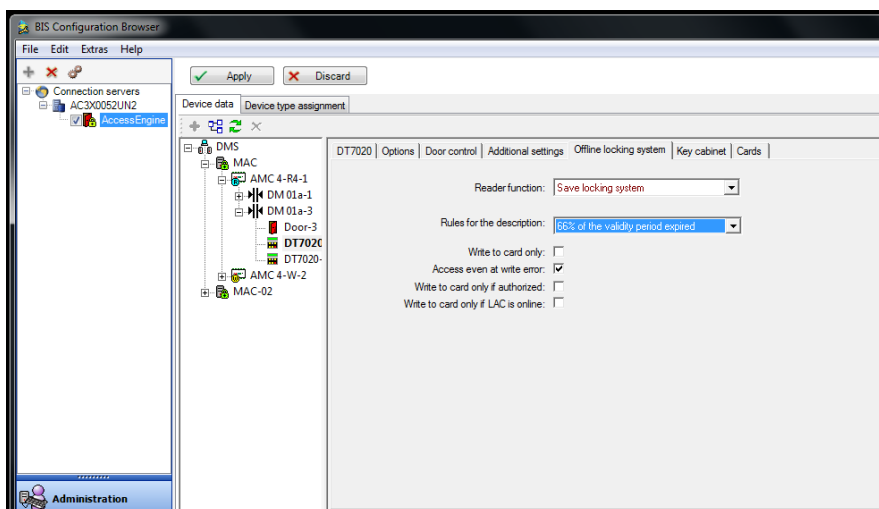 BIS Configuration Browser
File Edit Extras Help
Apply
Discard
Connection servers
AC3X0052UN2
AccessEngine
Device data
Device type assignment
DMS
MAC
AMC 4-R4-1
DM 01a-1
DM 01a-3
Door-3
DT7020
DT7020-
AMC 4-W-2
MAC-02
DT7020 Options Door control Additional settings Offline locking system Key cabinet Cards
Reader function: Save locking system
Rules for the description: 66% of the validity period expired
Write to card only:
Access even at write error:
Write to card only if authorized:
Write to card only if LAC is online:
Administration